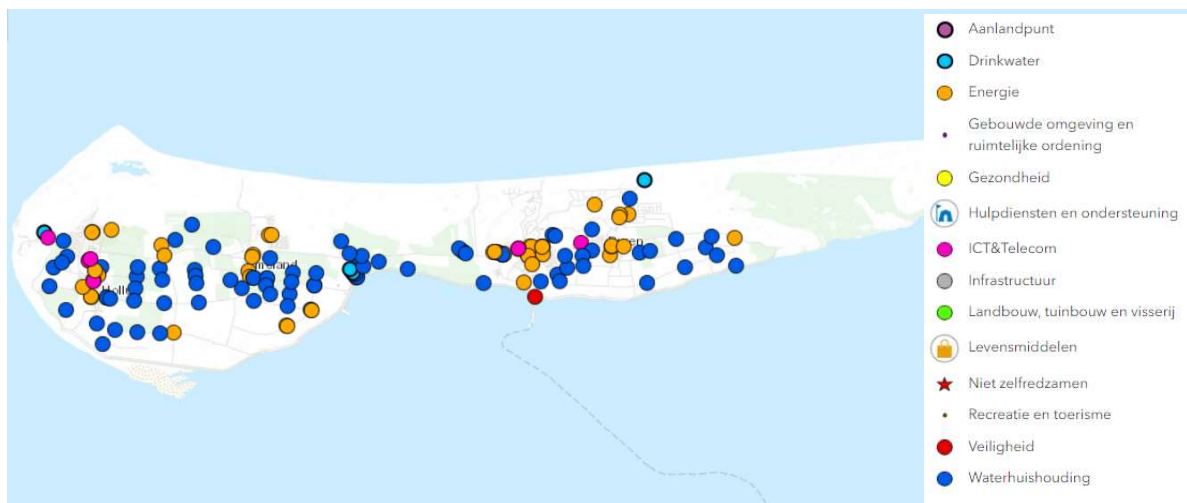 Aanlandpunt
Drinkwater
Energie
Gebouwde omgeving en
ruimtelijke ordening
Gezondheid
Hulpdiensten en ondersteuning
ICT&Telecom
Infrastructuur
Landbouw, tuinbouw en visserij
Levensmiddelen
Niet zelfredzamen
Recreatie en toerisme
Veiligheid
Waterhuishouding